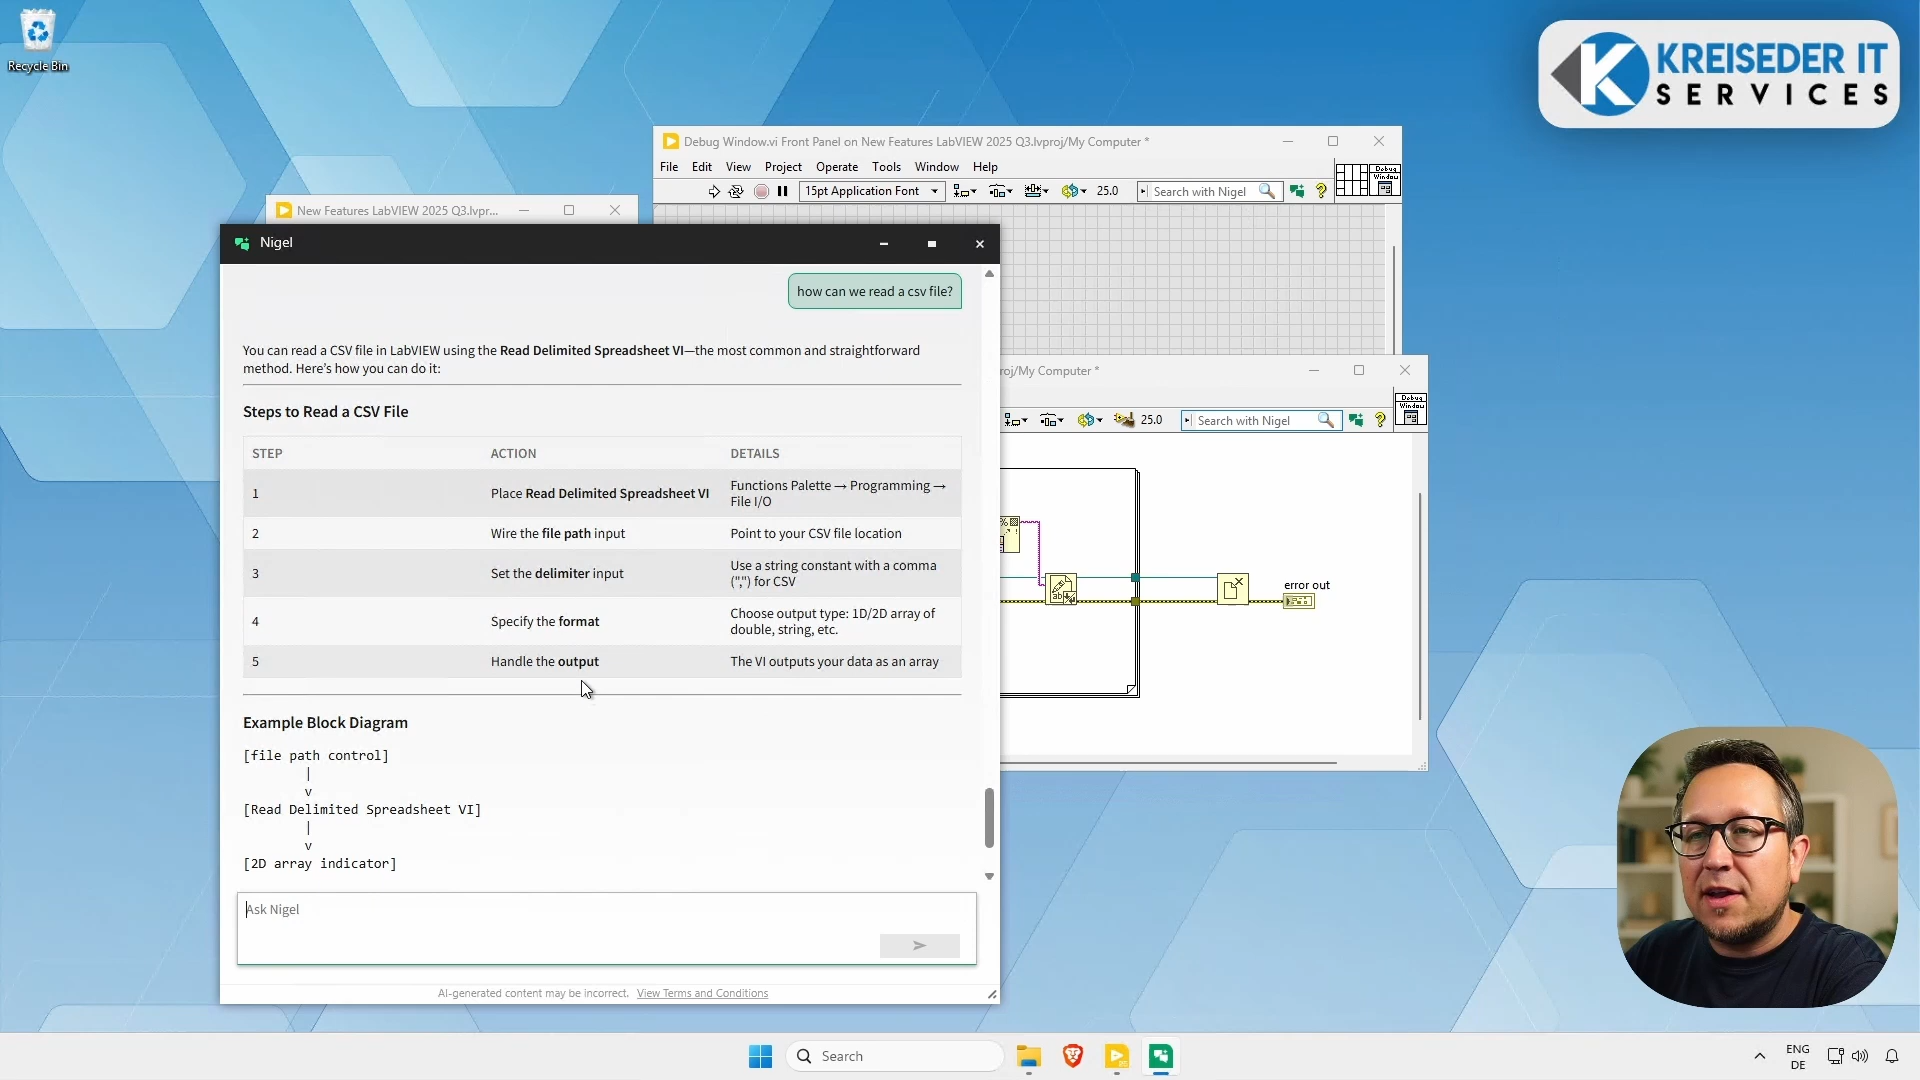 Recycle Bin
KREISEDER IT
SERVICES
Debug Window.vi Front Panel on New Features LabVIEW 2025 Q3.lvproj/My Computer *
File Edit View Project Operate Tools Window Help
15pt Application Font
25.0
Search with Nigel
Debug
Window
New Features LabVIEW 2025 Q3.lvpr...
Nigel
how can we read a csv file?
You can read a CSV file in LabVIEW using the Read Delimited Spreadsheet VI—the most common and straightforward
method. Here’s how you can do it:
Steps to Read a CSV File
STEP ACTION DETAILS
1 Place Read Delimited Spreadsheet VI Functions Palette → Programming →
File I/O
2 Wire the file path input Point to your CSV file location
3 Set the delimiter input Use a string constant with a comma
(",") for CSV
4 Specify the format Choose output type: 1D/2D array of
double, string, etc.
5 Handle the output The VI outputs your data as an array
Example Block Diagram
[file path control]
|
v
[Read Delimited Spreadsheet VI]
|
v
[2D array indicator]
Ask Nigel
AI-generated content may be incorrect. View Terms and Conditions
roj/My Computer *
25.0
Search with Nigel
Debug
Window
error out
Search
ENG
DE